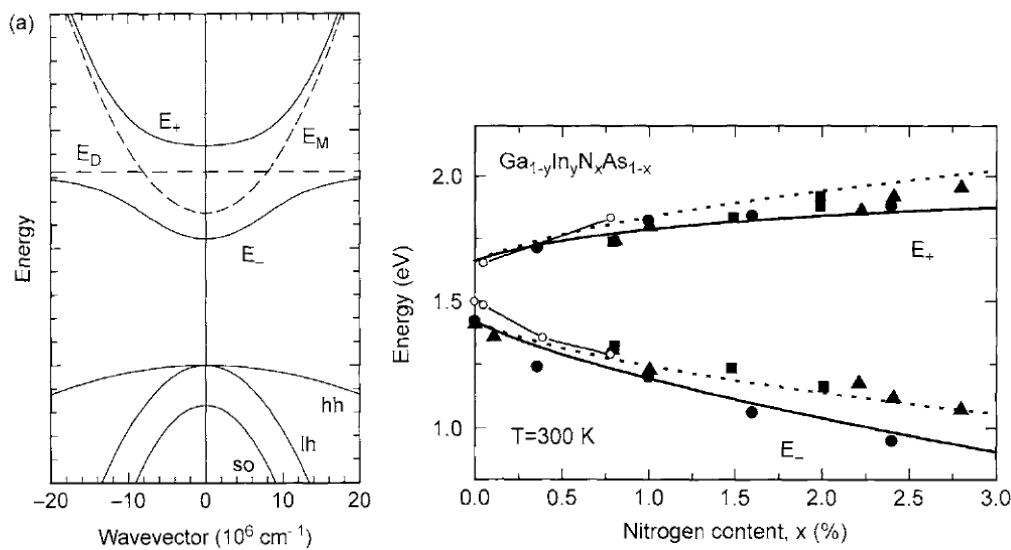 (a)
E₊
E_D
E_M
E₋
hh
lh
so
Energy
−20 −10 0 10 20
Wavevector (10⁶ cm⁻¹)
Ga₁₋yInyNₓAs₁₋ₓ
2.0
1.5
1.0
E₊
E₋
T=300 K
Energy (eV)
0.0 0.5 1.0 1.5 2.0 2.5 3.0
Nitrogen content, x (%)